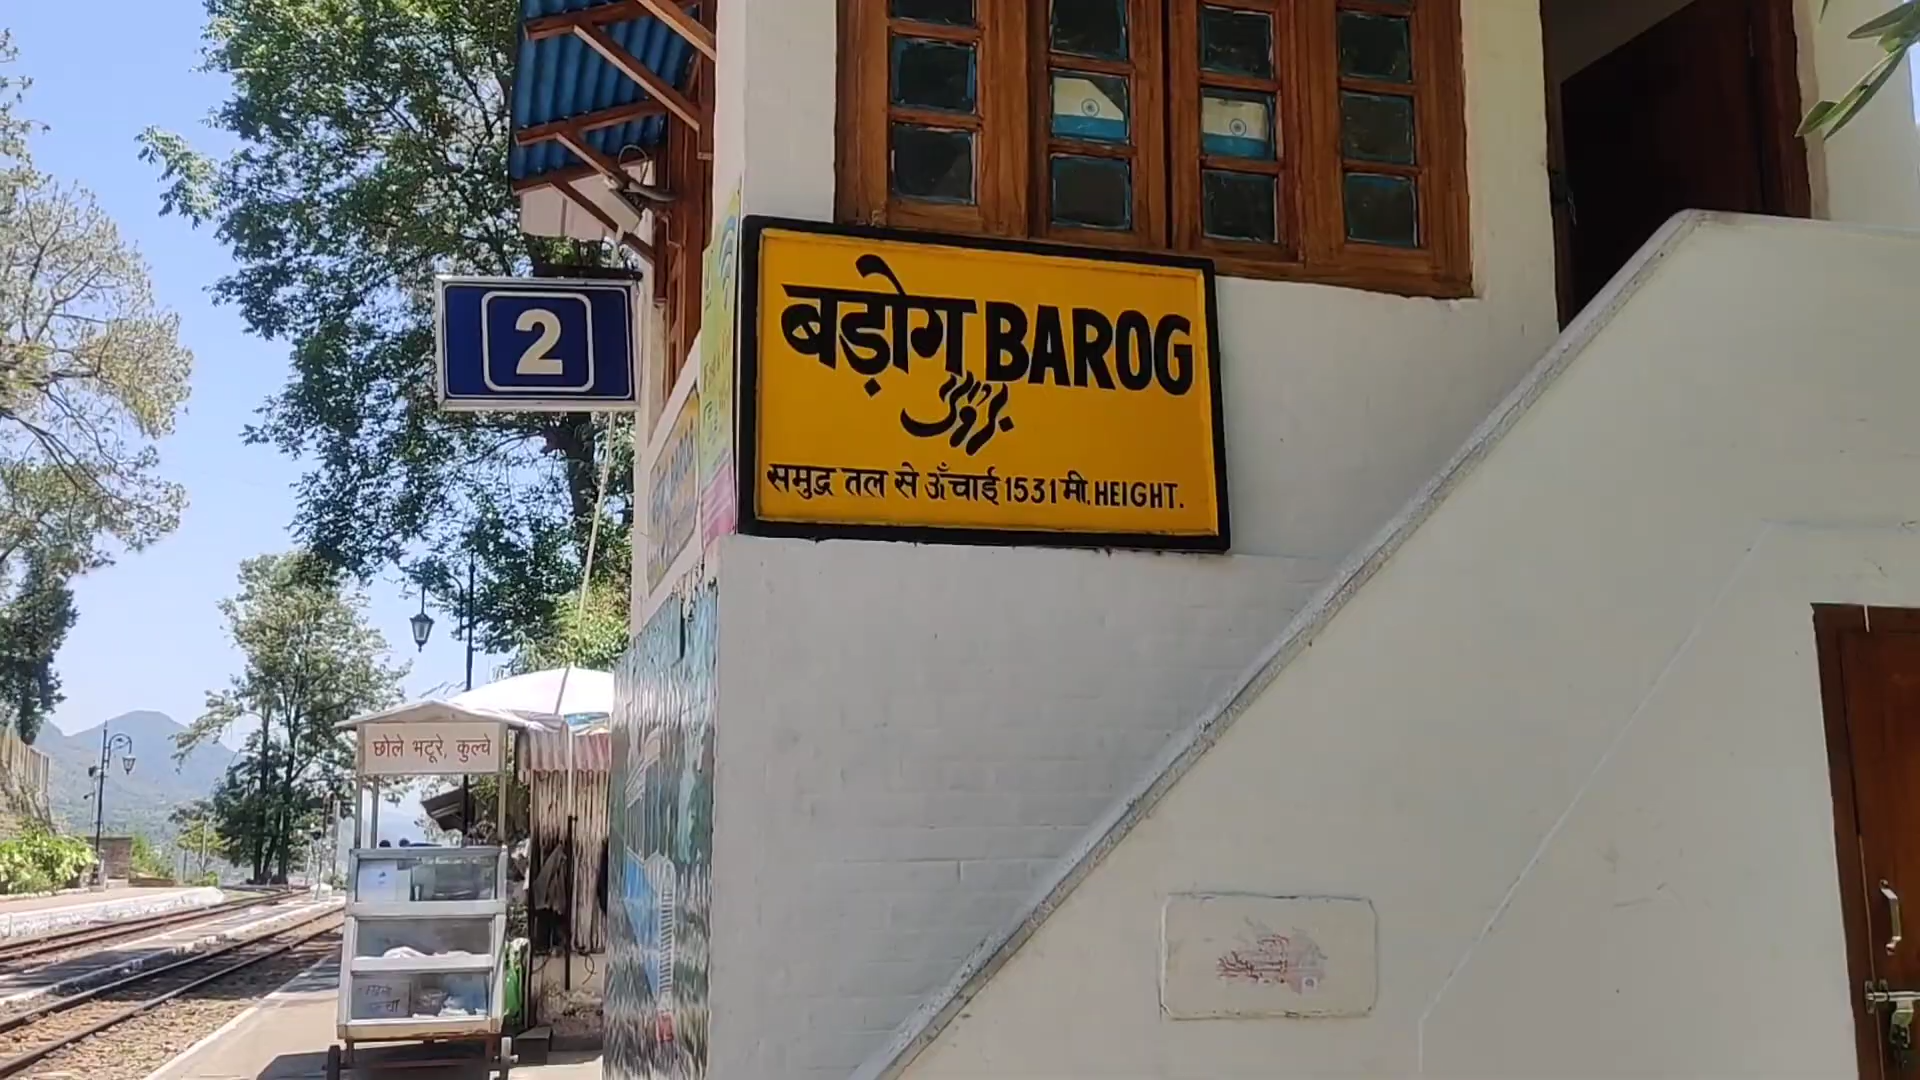 2
बड़ोग BAROG
بڑوگ
समुद्र तल से ऊँचाई 1531 मी. HEIGHT.
छोले भटूरे, कुल्चे